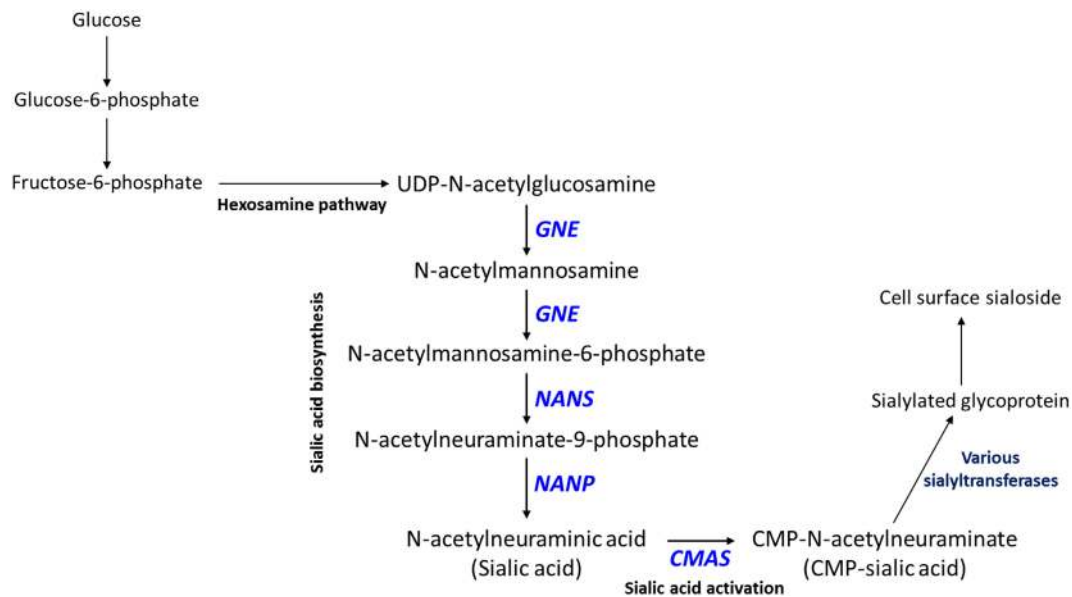 Glucose
Glucose-6-phosphate
Fructose-6-phosphate
Hexosamine pathway
UDP-N-acetylglucosamine
GNE
N-acetylmannosamine
GNE
N-acetylmannosamine-6-phosphate
NANS
N-acetylneuraminate-9-phosphate
NANP
Sialic acid biosynthesis
N-acetylneuraminic acid
(Sialic acid)
CMAS
Sialic acid activation
CMP-N-acetylneuraminate
(CMP-sialic acid)
Various
sialyltransferases
Sialylated glycoprotein
Cell surface sialoside